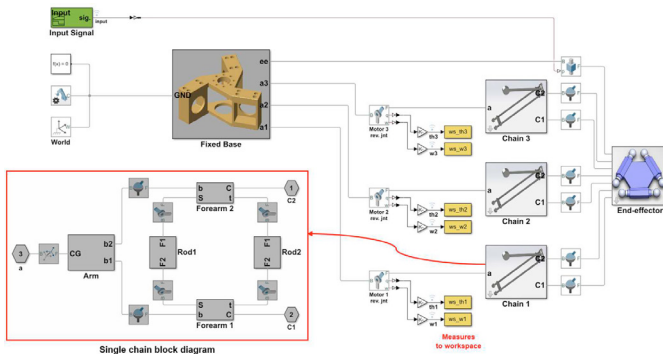 Input
sig.
input
Input Signal
f(x) = 0
World
GND
ee
a3
a2
a1
Fixed Base
Motor 3
rev. jnt
th3
w3
ws_th3
ws_w3
a
C2
C1
Chain 3
Motor 2
rev. jnt
th2
w2
ws_th2
ws_w2
C2
C1
Chain 2
Motor 1
rev. jnt
th1
w1
ws_th1
ws_w1
a
C2
C1
Chain 1
End-effector
Measures
to workspace
3
a
CG
b2
b1
Arm
b
C
S
t
Forearm 2
1
C2
F1
F2
Rod1
F1
F2
Rod2
S
t
b
C
Forearm 1
2
C1
Single chain block diagram